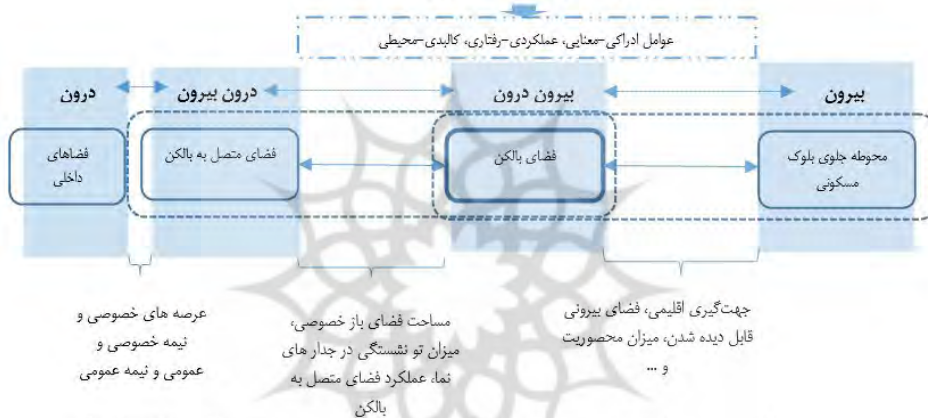 عوامل ادراکی-معنایی، عملکردی-رفتاری، کالبدی-محیطی
بیرون
بیرون درون
درون بیرون
درون
محوطه جلوی بلوک
مسکونی
فضای بالکن
فضای متصل به بالکن
فضاهای
داخلی
جهت‌گیری اقلیمی، فضای بیرونی
قابل دیده شدن، میزان محصوریت
و ...
مساحت فضای باز خصوصی،
میزان تو نشستگی در جدار های
نما، عملکرد فضای متصل به
بالکن
عرصه های خصوصی و
نیمه خصوصی و
عمومی و نیمه عمومی